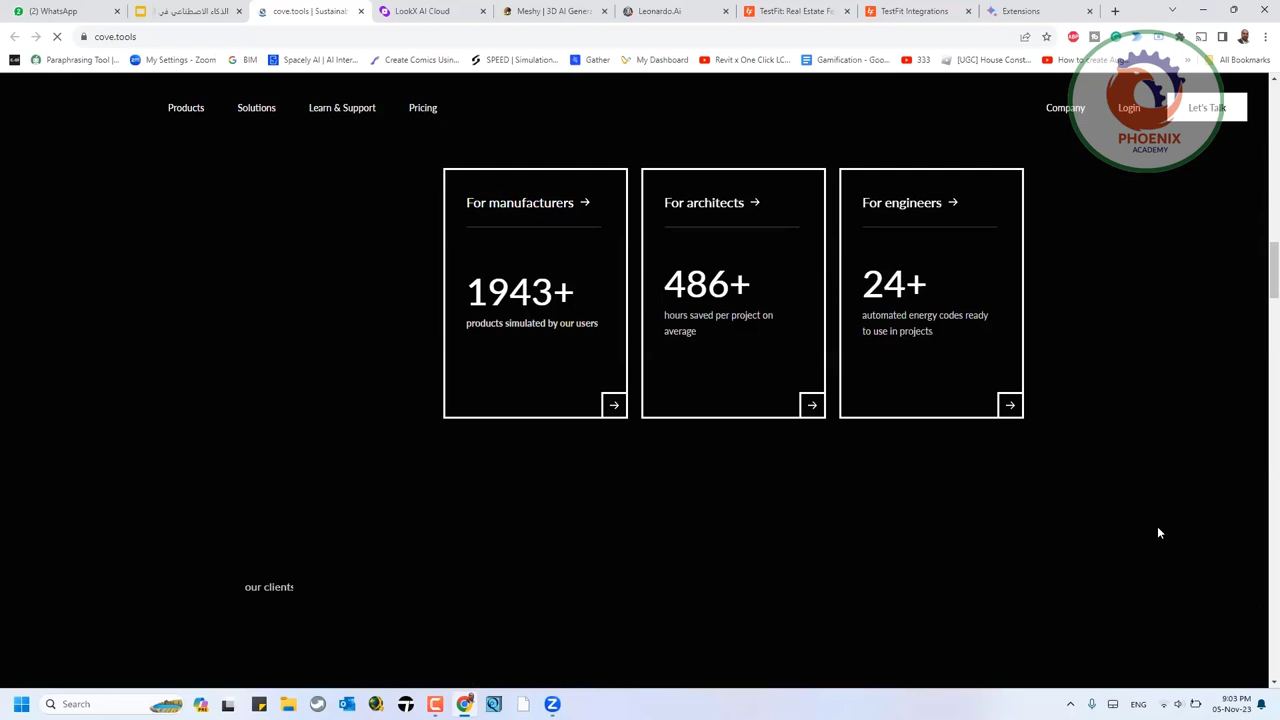 (2) WhatsApp
الذكاء الاصطناعي في ا
cove.tools | Sustainab
LookX AI Cloud
Meshy | 3D AI Genera
Leonardo.Ai
TestFit: Real Estate Fe
TestFit Integrations
Extensions
cove.tools
Paraphrasing Tool |...
My Settings - Zoom
BIM
Spacely AI | AI Inter...
Create Comics Usin...
SPEED | Simulation...
Gather
My Dashboard
Revit x One Click LC...
Gamification - Goo...
333
[UGC] House Const...
How to create Aug...
All Bookmarks
Products
Solutions
Learn & Support
Pricing
Company
Login
Let's Talk
PHOENIX
ACADEMY
For manufacturers →
1943+
products simulated by our users
For architects →
486+
hours saved per project on
average
For engineers →
24+
automated energy codes ready
to use in projects
our clients
Search
ENG
9:03 PM
05-Nov-23